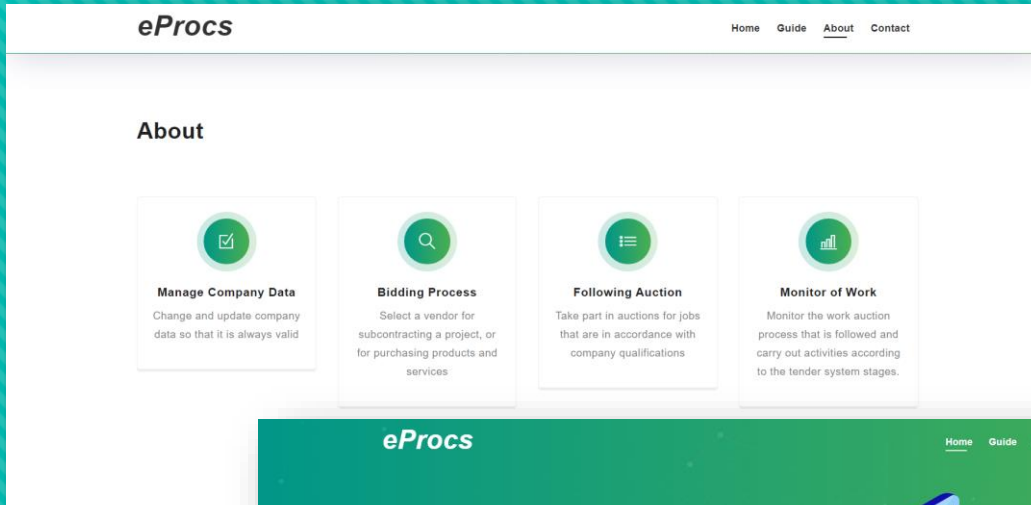 eProcs
Home Guide About Contact
About
Manage Company Data
Change and update company
data so that it is always valid
Bidding Process
Select a vendor for
subcontracting a project, or
for purchasing products and
services
Following Auction
Take part in auctions for jobs
that are in accordance with
company qualifications
Monitor of Work
Monitor the work auction
process that is followed and
carry out activities according
to the tender system stages.
eProcs
Home Guide